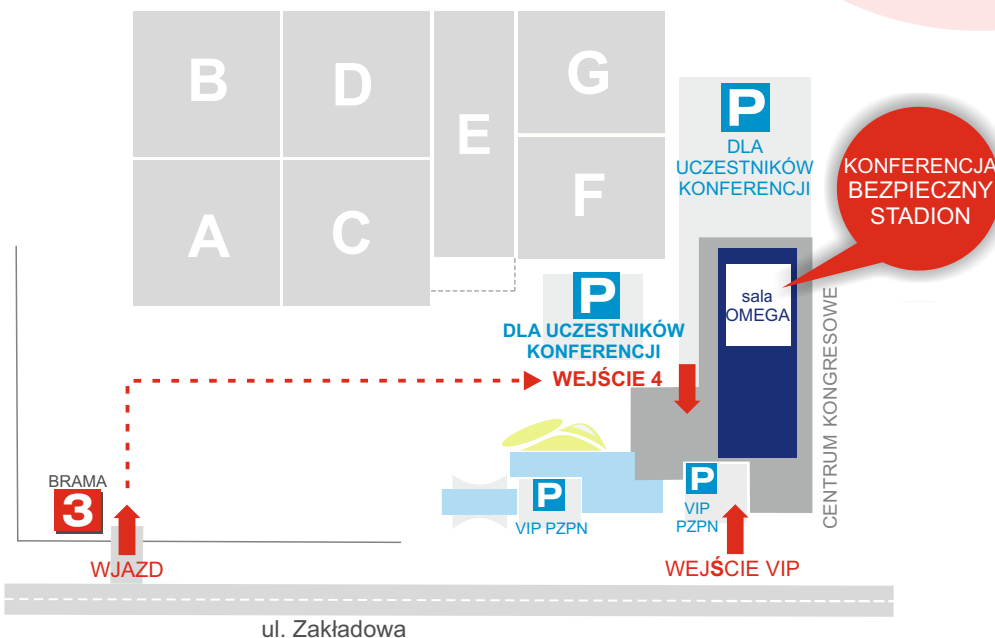 B
D
E
G
A
C
F
P
DLA
UCZESTNIKÓW
KONFERENCJI
KONFERENCJA
BEZPIECZNY
STADION
sala
OMEGA
CENTRUM KONGRESOWE
P
DLA UCZESTNIKÓW
KONFERENCJI
WEJŚCIE 4
BRAMA
3
WJAZD
P
VIP PZPN
P
VIP
PZPN
WEJŚCIE VIP
ul. Zakładowa